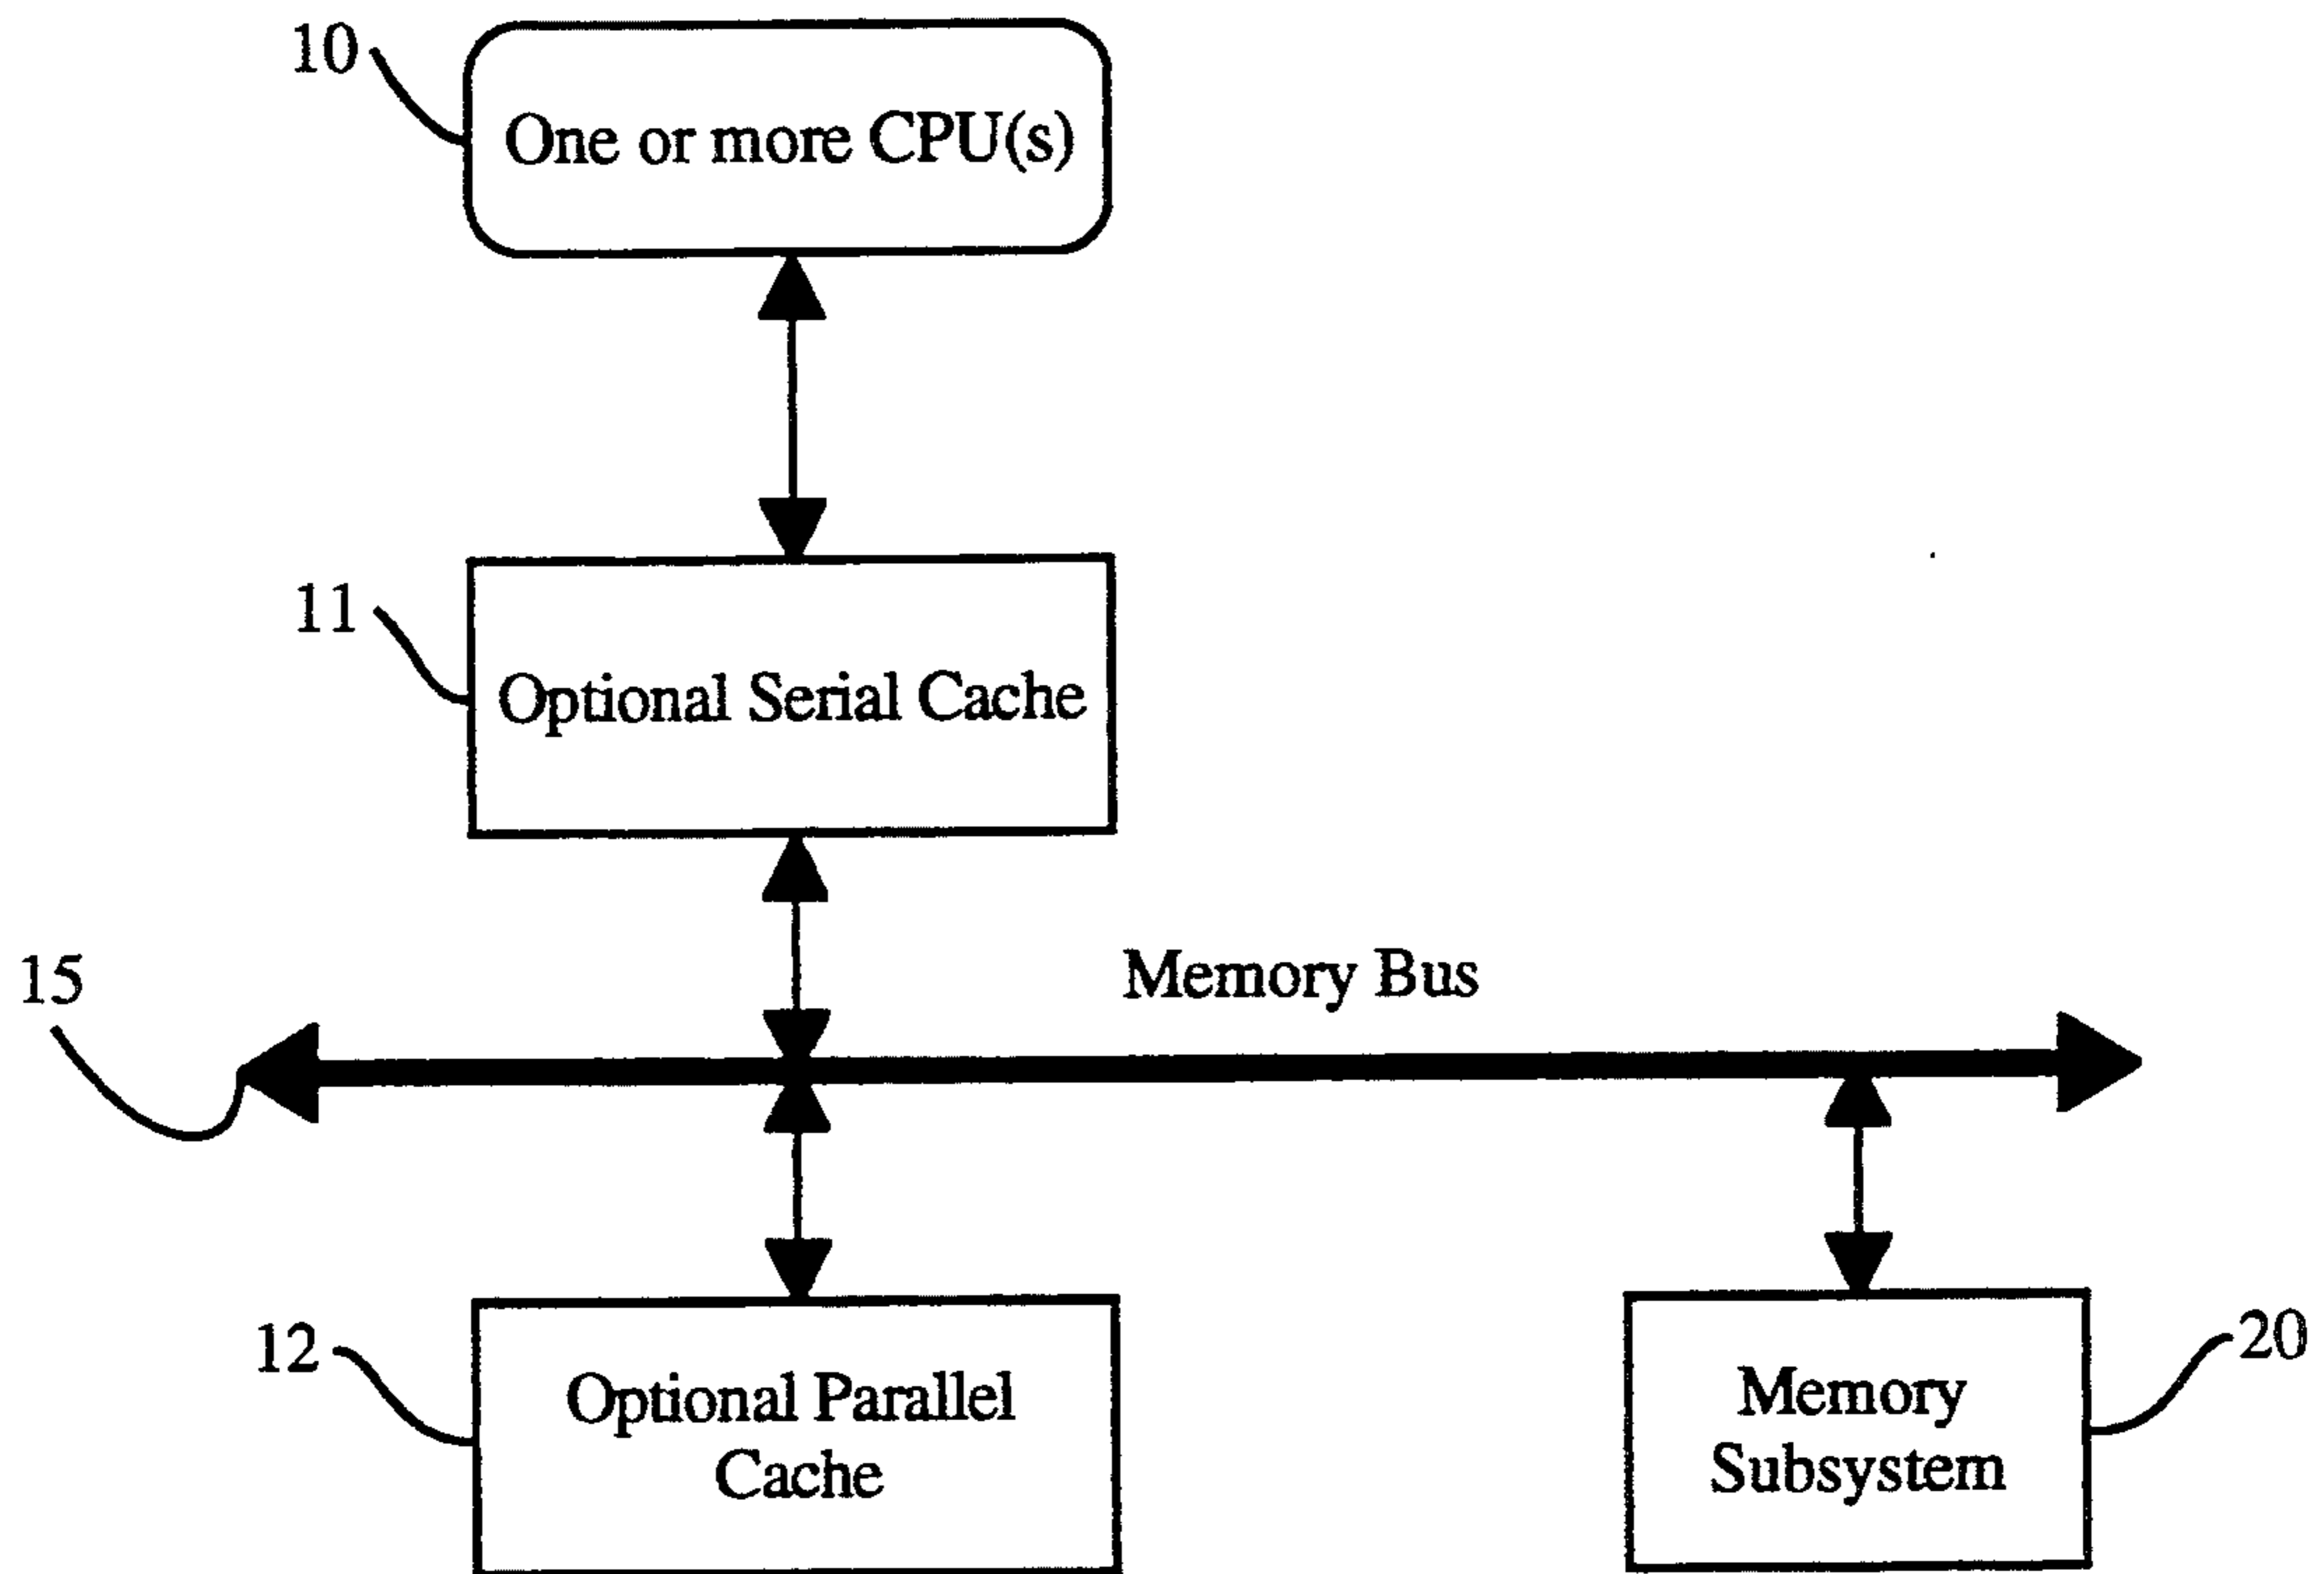 10
One or more CPU(s)
11
Optional Serial Cache
15
Memory Bus
12
Optional Parallel
Cache
Memory
Subsystem
20